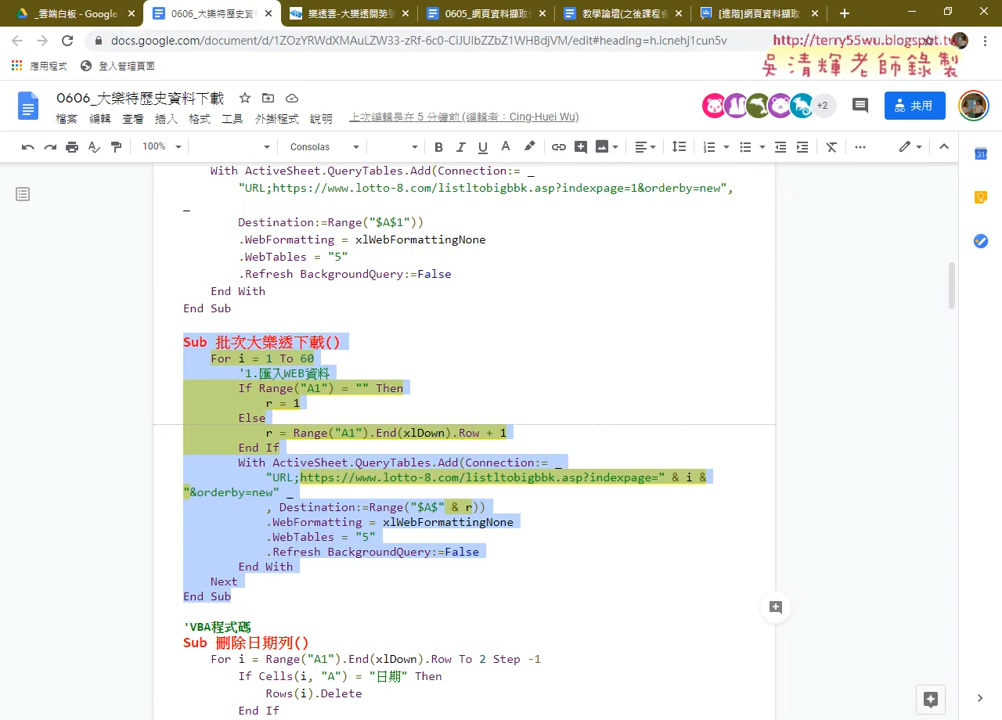 _雲端白板 - Google
0606_大樂特歷史資
樂透雲-大樂透開獎號
0605_網頁資料擷取
教學論壇(之後課程會
[進階]網頁資料擷取
docs.google.com/document/d/1ZOzYRWdXMAuLZW33-zRf-6c0-CiJUIbZZbZ1WHBdjVM/edit#heading=h.icnehj1cun5v
http://terry55wu.blogspot.tw
吳清輝老師錄製
應用程式
登入管理頁面
0606_大樂特歷史資料下載
檔案 編輯 查看 插入 格式 工具 外掛程式 說明
上次編輯是在 5 分鐘前 (編輯者：Cing-Huei Wu)
+2
共用
100%
Consolas
B I U A
31
With ActiveSheet.QueryTables.Add(Connection:= _
"URL;https://www.lotto-8.com/listltobigbbk.asp?indexpage=1&orderby=new",
_
Destination:=Range("$A$1"))
.WebFormatting = xlWebFormattingNone
.WebTables = "5"
.Refresh BackgroundQuery:=False
End With
End Sub
Sub 批次大樂透下載()
For i = 1 To 60
'1.匯入WEB資料
If Range("A1") = "" Then
r = 1
Else
r = Range("A1").End(xlDown).Row + 1
End If
With ActiveSheet.QueryTables.Add(Connection:= _
"URL;https://www.lotto-8.com/listltobigbbk.asp?indexpage=" & i &
"&orderby=new" _
, Destination:=Range("$A$" & r))
.WebFormatting = xlWebFormattingNone
.WebTables = "5"
.Refresh BackgroundQuery:=False
End With
Next
End Sub
'VBA程式碼
Sub 刪除日期列()
For i = Range("A1").End(xlDown).Row To 2 Step -1
If Cells(i, "A") = "日期" Then
Rows(i).Delete
End If